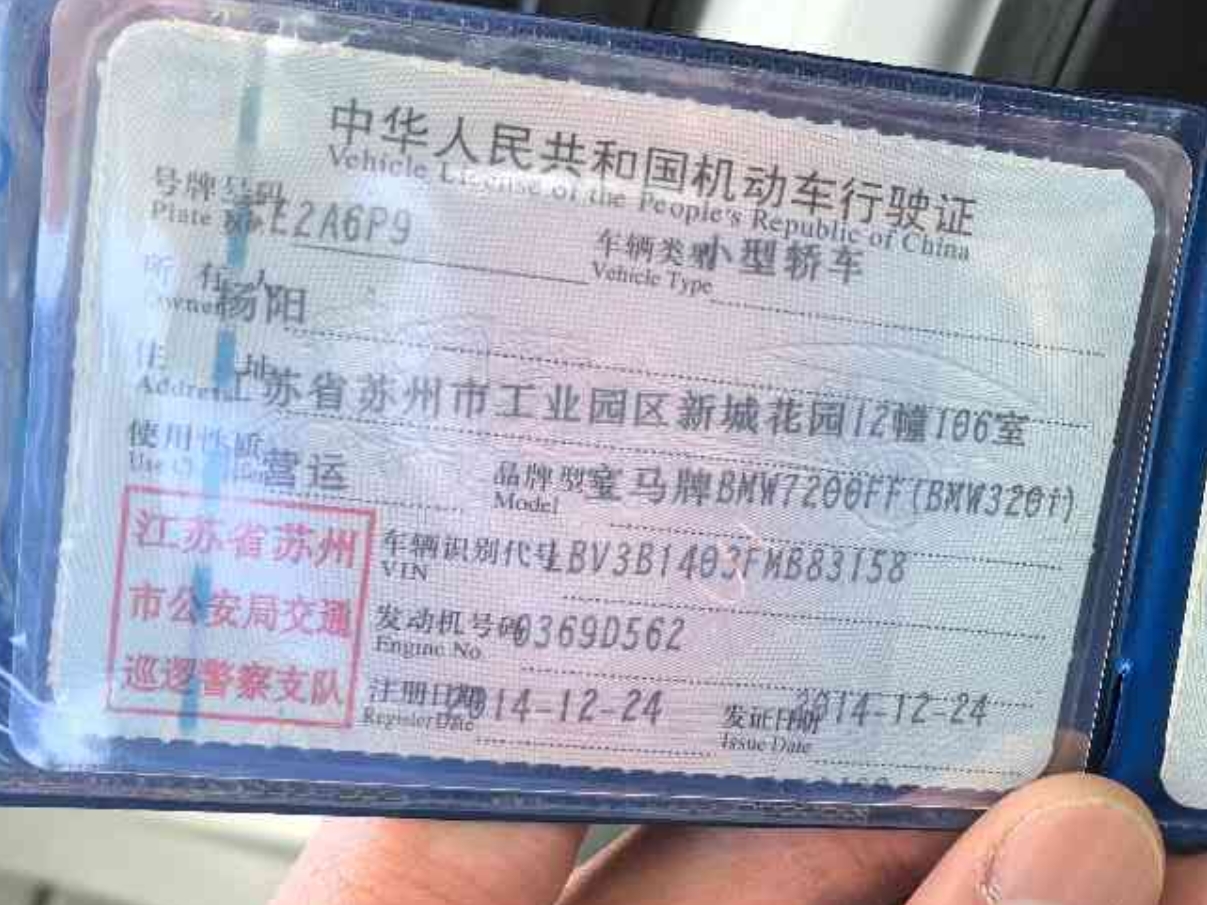 中华人民共和国机动车行驶证
Vehicle License of the People's Republic of China
号牌号码 E2A6P9 车辆类型 小型轿车
Plate No. Vehicle Type
所有人 杨阳
Owner
住址 江苏省苏州市工业园区新城花园12幢106室
Address
使用性质 营运 品牌型号 宝马牌BMW7200FF(BMW320i)
Use Model
江苏省苏州
市公安局交通
巡逻警察支队
车辆识别代号 LBV3B1403FMB83158
VIN
发动机号码 0369D562
Engine No.
注册日期 2014-12-24 发证日期 2014-12-24
Register Date Issue Date